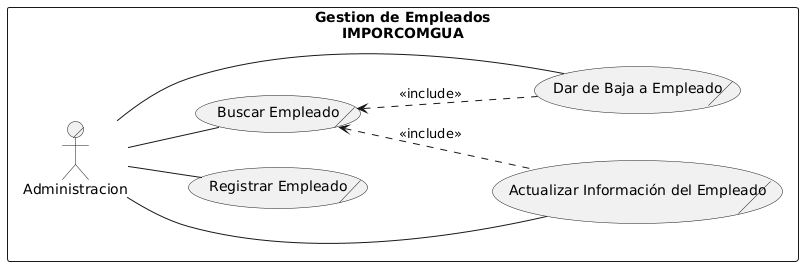 Gestion de Empleados
IMPORCOMGUA
Dar de Baja a Empleado
«include»
Buscar Empleado
«include»
Administracion
Registrar Empleado
Actualizar Información del Empleado